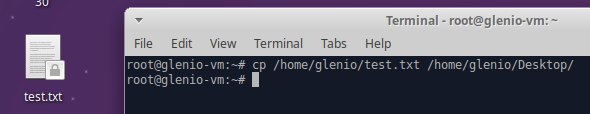 30
test.txt
Terminal - root@glenio-vm: ~
File Edit View Terminal Tabs Help
root@glenio-vm:~# cp /home/glenio/test.txt /home/glenio/Desktop/
root@glenio-vm:~#